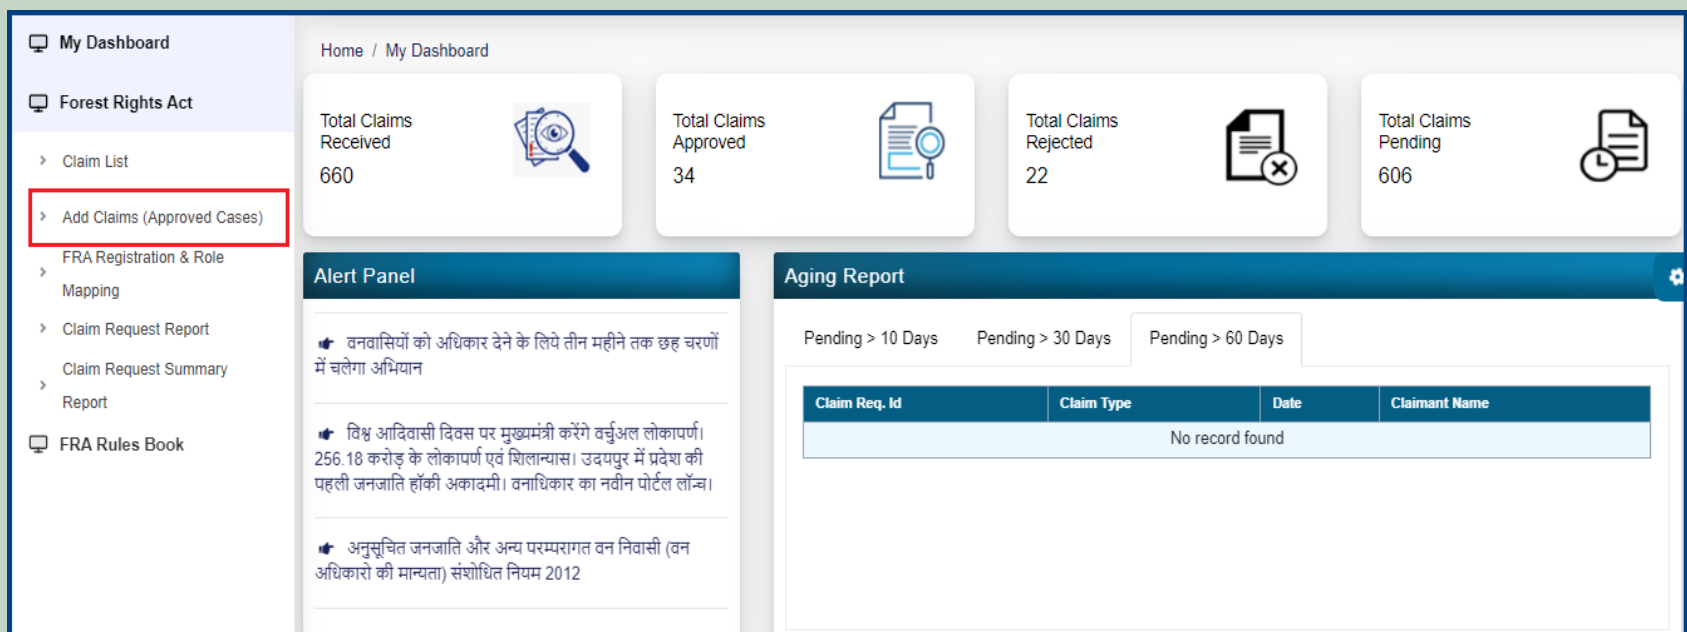 My Dashboard
Forest Rights Act
Claim List
Add Claims (Approved Cases)
FRA Registration & Role
Mapping
Claim Request Report
Claim Request Summary
Report
FRA Rules Book
Home / My Dashboard
Total Claims
Received
660
Total Claims
Approved
34
Total Claims
Rejected
22
Total Claims
Pending
606
Alert Panel
वनवासियों को अधिकार देने के लिये तीन महीने तक छह चरणों
में चलेगा अभियान
विश्व आदिवासी दिवस पर मुख्यमंत्री करेंगे वर्चुअल लोकापर्ण।
256.18 करोड़ के लोकापर्ण एवं शिलान्यास। उदयपुर में प्रदेश की
पहली जनजाति हॉकी अकादमी। वनाधिकार का नवीन पोर्टल लॉन्च।
अनुसूचित जनजाति और अन्य परम्परागत वन निवासी (वन
अधिकारो की मान्यता) संशोधित नियम 2012
Aging Report
Pending > 10 Days Pending > 30 Days Pending > 60 Days
Claim Req. Id Claim Type Date Claimant Name
No record found